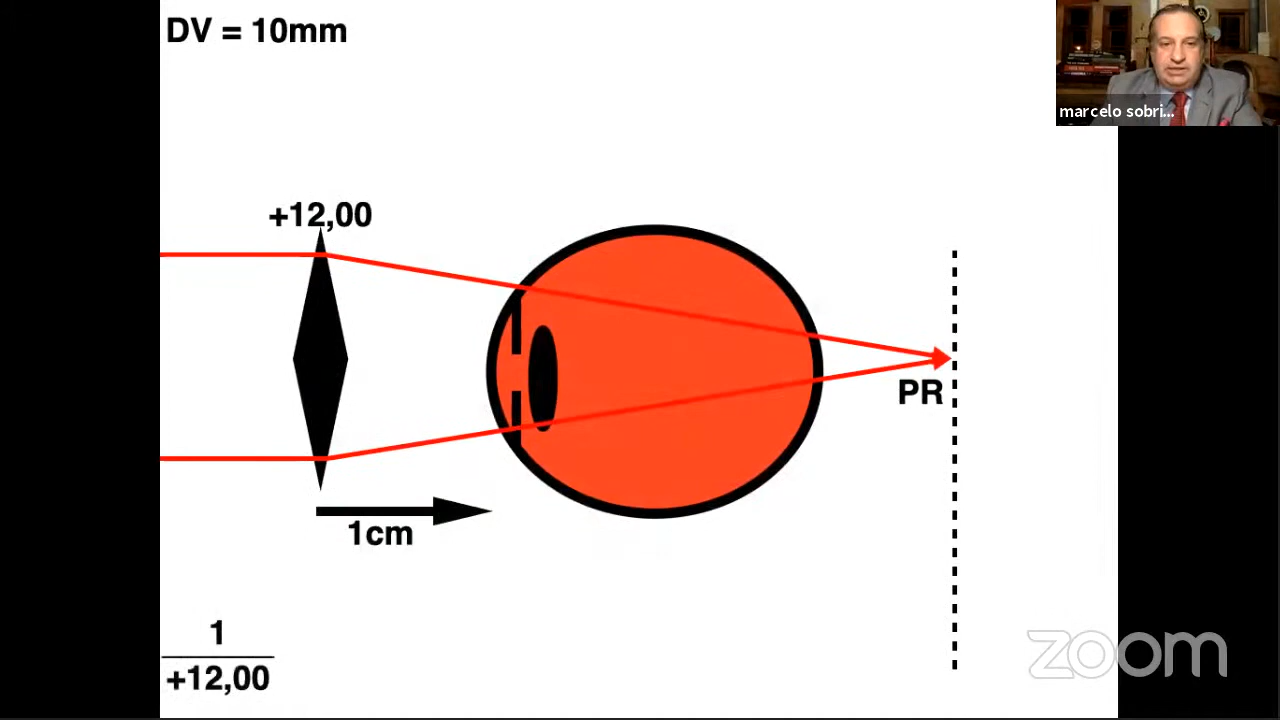 DV = 10mm
marcelo sobri...
+12,00
PR
1cm
1
+12,00
zoom